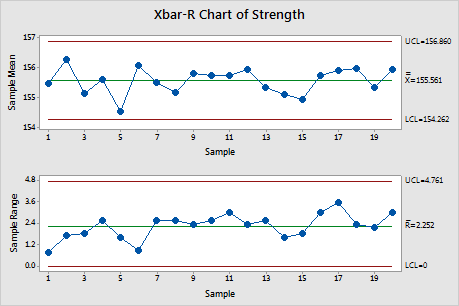 Xbar-R Chart of Strength
157
156
155
154
Sample Mean
UCL=156.860
X̿=155.561
LCL=154.262
1 3 5 7 9 11 13 15 17 19
Sample
4.8
3.6
2.4
1.2
0.0
Sample Range
UCL=4.761
R̅=2.252
LCL=0
1 3 5 7 9 11 13 15 17 19
Sample